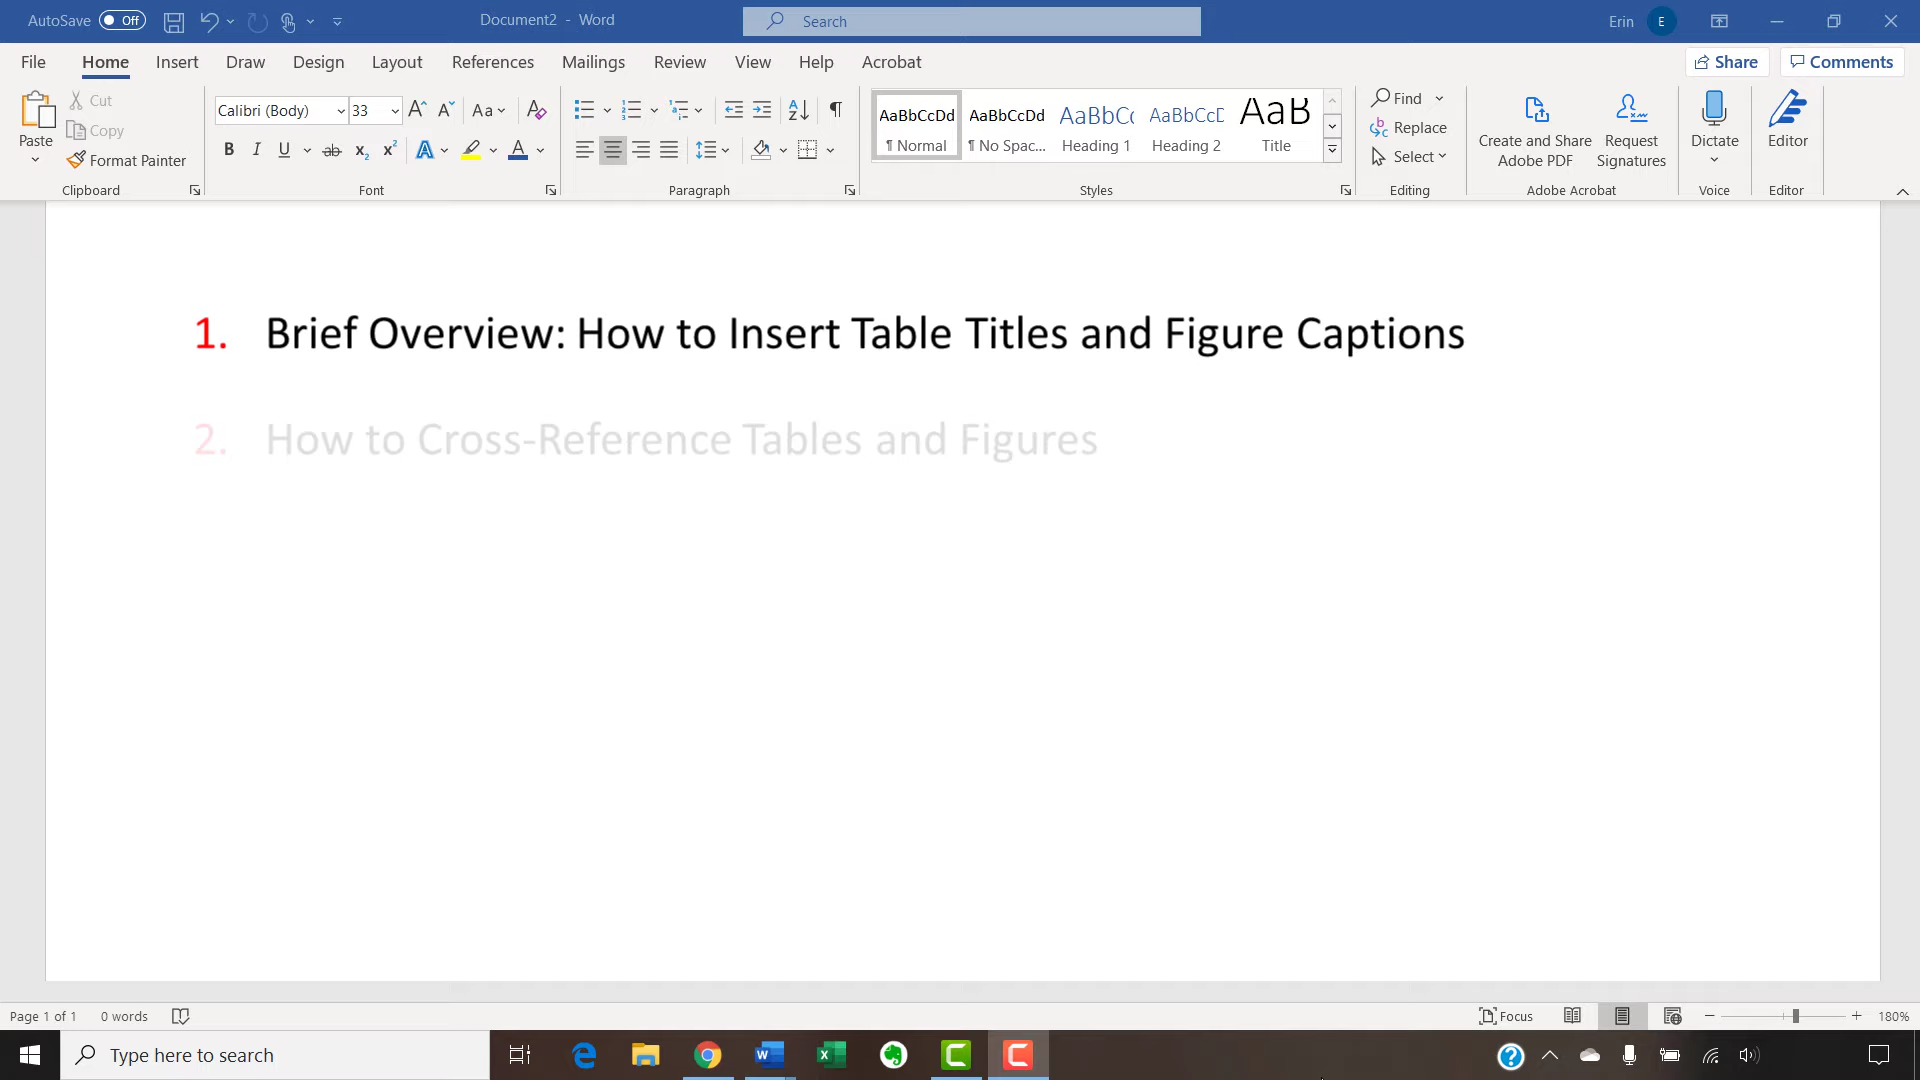 AutoSave Off Document2 - Word Search Erin E
File Home Insert Draw Design Layout References Mailings Review View Help Acrobat Share Comments
Paste Cut Copy Format Painter Clipboard
Calibri (Body) 33 Aa Font
Paragraph
AaBbCcDd ¶ Normal AaBbCcDd ¶ No Spac... AaBbCc Heading 1 AaBbCcD Heading 2 AaB Title Styles
Find Replace Select Editing
Create and Share Adobe PDF Request Signatures Adobe Acrobat
Dictate Voice
Editor Editor
1. Brief Overview: How to Insert Table Titles and Figure Captions
2. How to Cross-Reference Tables and Figures
Page 1 of 1 0 words Focus 180%
Type here to search